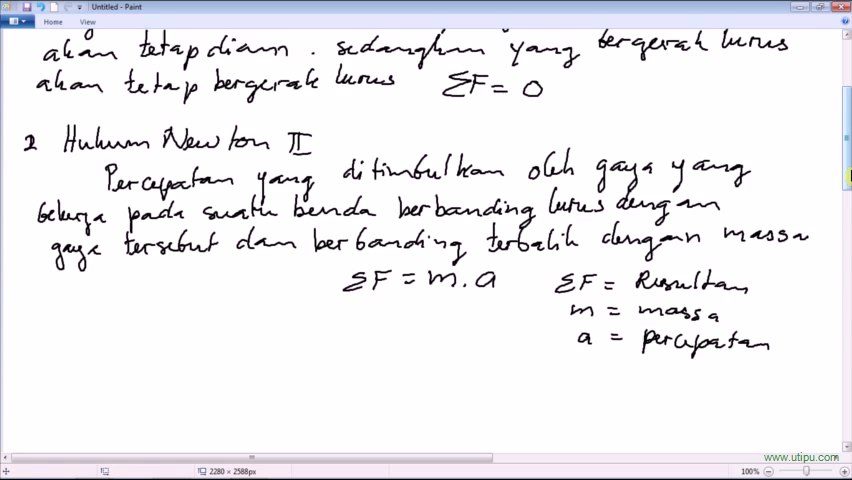 Untitled - Paint
Home View
akan tetap diam . sedangkan yang bergerak lurus
akan tetap bergerak lurus ΣF = 0
2 Hukum Newton II
Percepatan yang ditimbulkan oleh gaya yang
bekerja pada suatu benda berbanding lurus dengan
gaya tersebut dan berbanding terbalik dengan massa
ΣF = m . a ΣF = Resultan
m = massa
a = percepatan
www.utipu.com
2280 × 2588px 100%